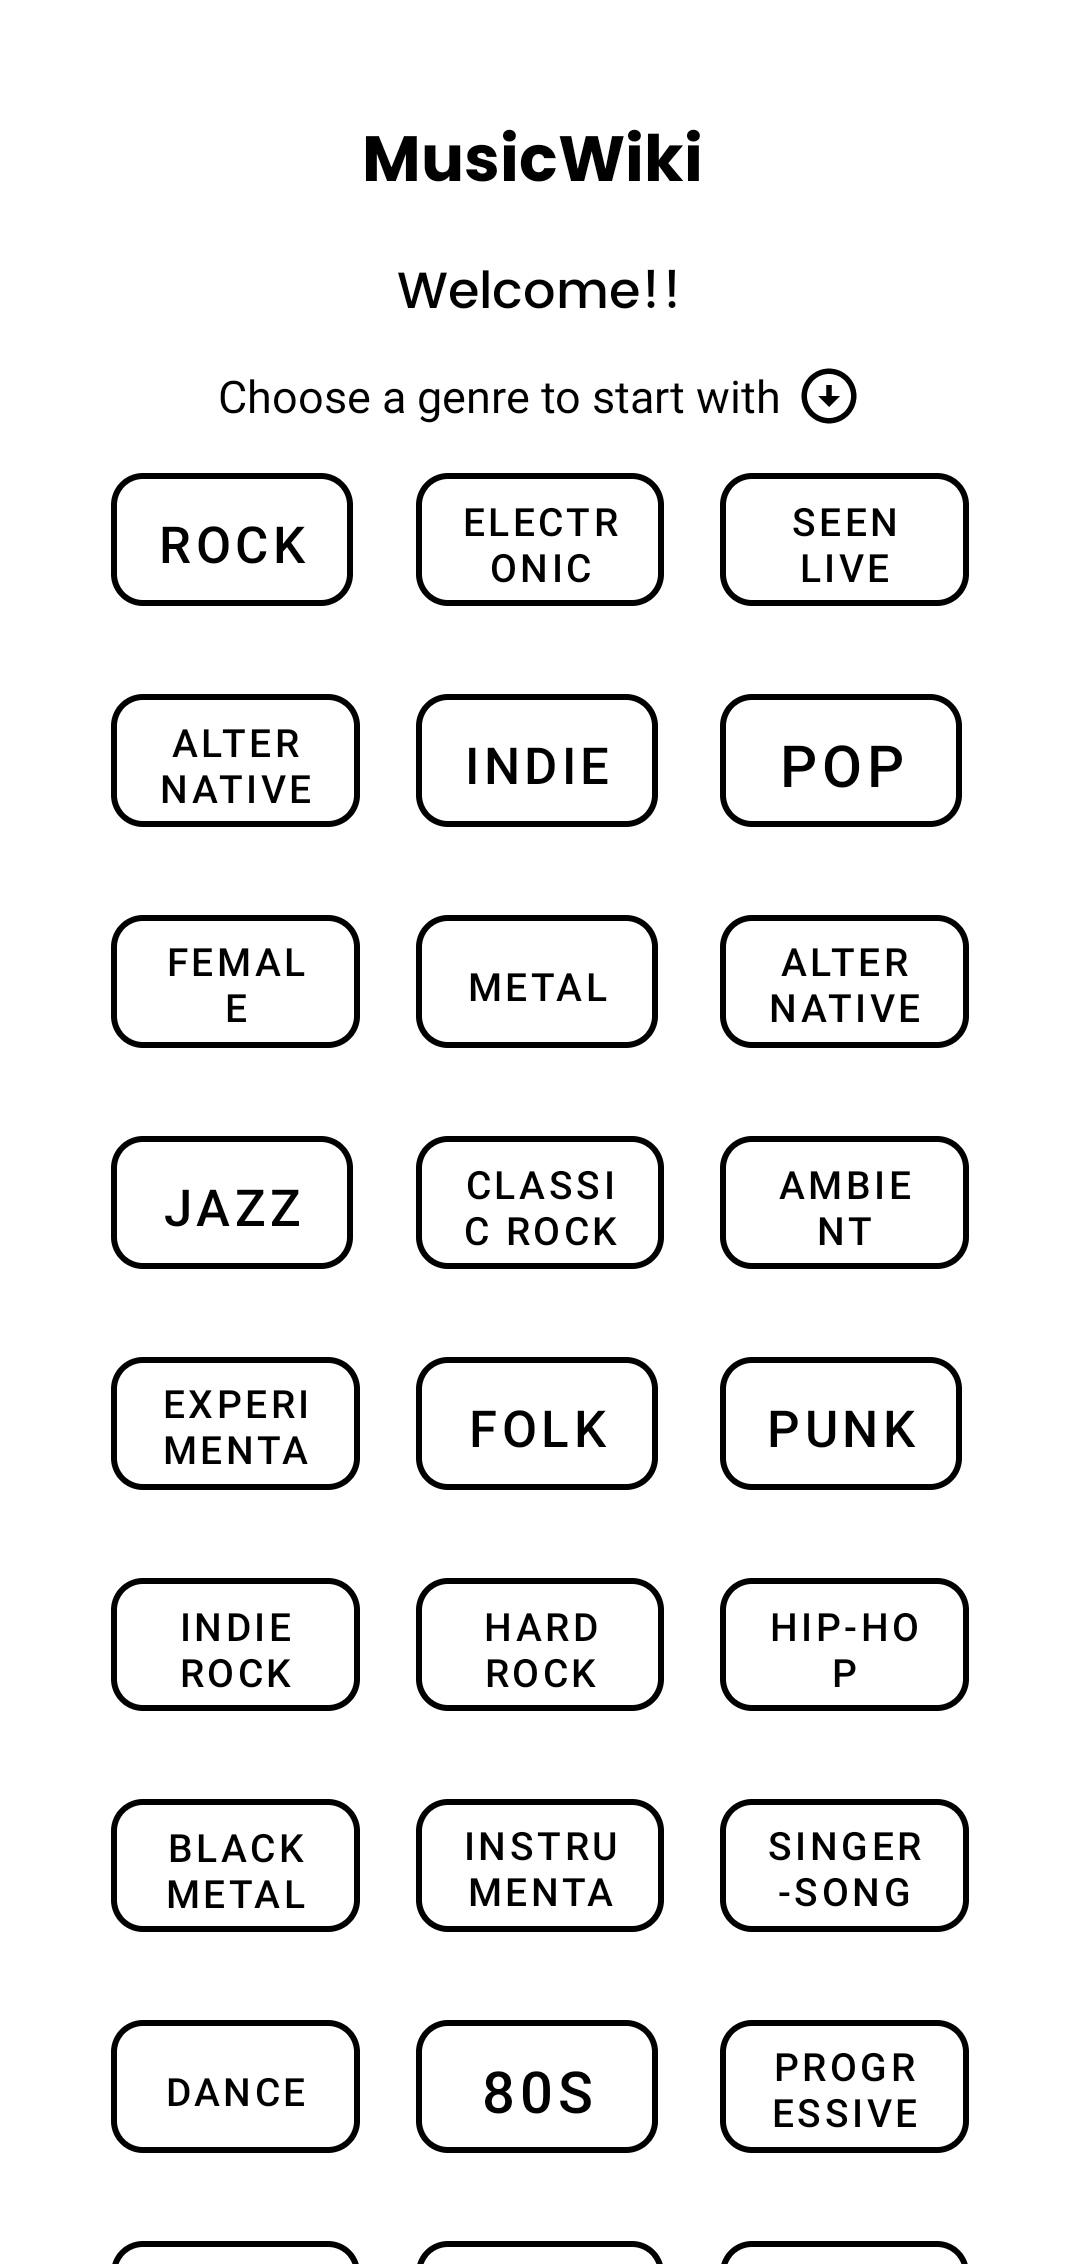 MusicWiki
Welcome!!
Choose a genre to start with
ROCK
ELECTR
ONIC
SEEN
LIVE
ALTER
NATIVE
INDIE
POP
FEMAL
E
METAL
ALTER
NATIVE
JAZZ
CLASSI
C ROCK
AMBIE
NT
EXPERI
MENTA
FOLK
PUNK
INDIE
ROCK
HARD
ROCK
HIP-HO
P
BLACK
METAL
INSTRU
MENTA
SINGER
-SONG
DANCE
80S
PROGR
ESSIVE